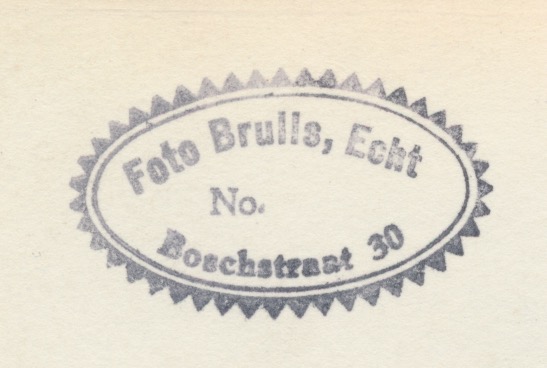 Foto Brulls, Echt
No.
Boschstraat 30